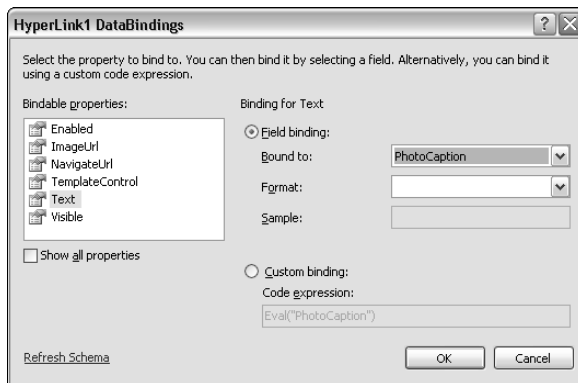 HyperLink1 DataBindings
Select the property to bind to. You can then bind it by selecting a field. Alternatively, you can bind it
using a custom code expression.
Bindable properties:
Enabled
ImageUrl
NavigateUrl
TemplateControl
Text
Visible
Show all properties
Binding for Text
Field binding:
Bound to: PhotoCaption
Format:
Sample:
Custom binding:
Code expression:
Eval("PhotoCaption")
Refresh Schema
OK Cancel